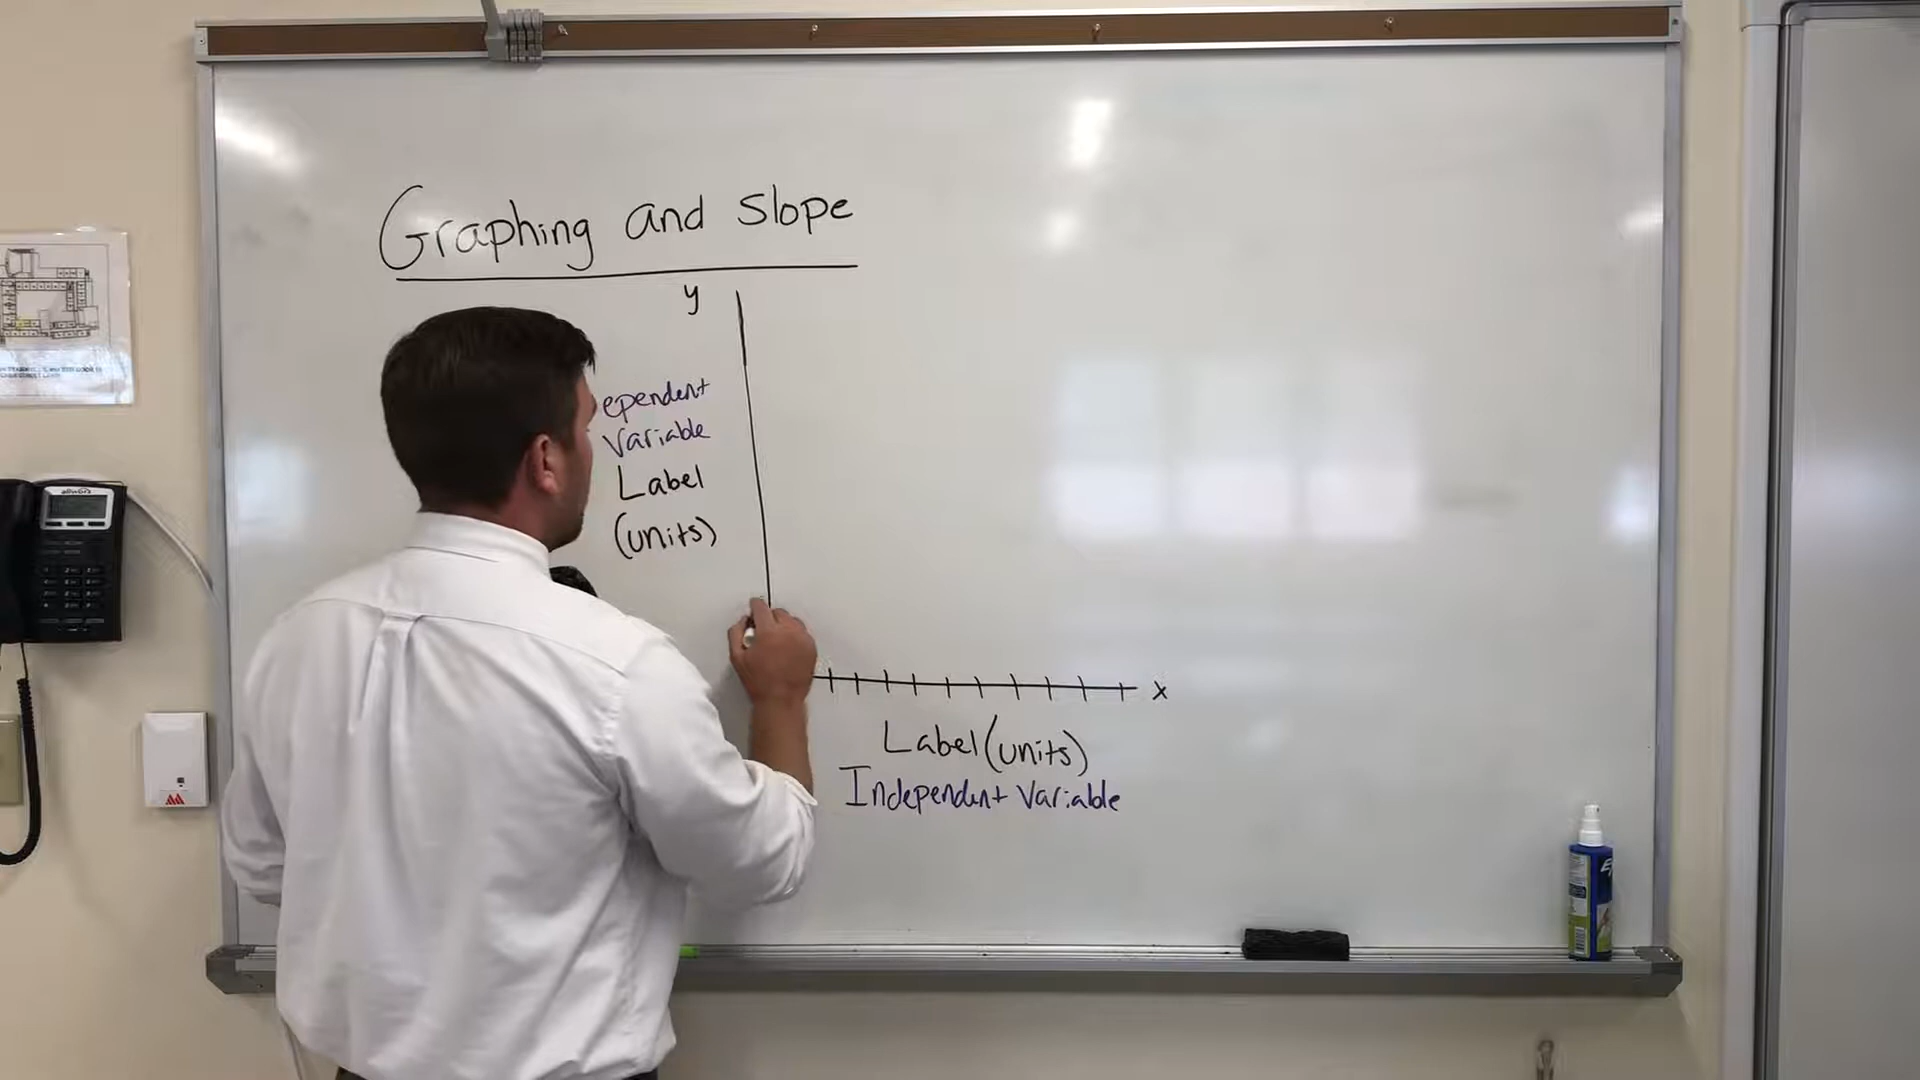 Graphing and Slope
y
ependent
Variable
Label
(units)
x
Label (units)
Independent Variable